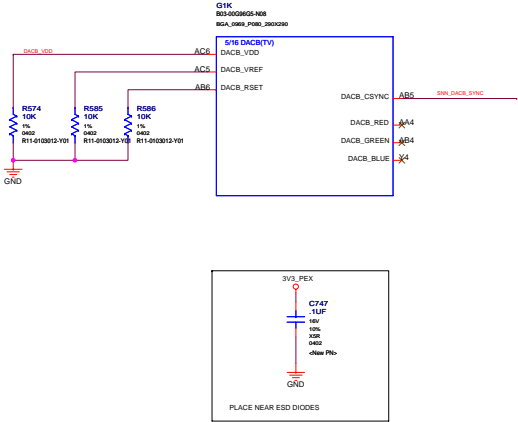 G1K
B03-00G96G5-N08
BGA_0969_P080_290X290
5/16 DACB(TV)
DACB_VDD
AC6
DACB_VDD
AC5
DACB_VREF
AB6
DACB_RSET
DACB_CSYNC
AB5
SNN_DACB_SYNC
DACB_RED
AA4
DACB_GREEN
AB4
DACB_BLUE
Y4
R574
10K
1%
0402
R11-0103012-Y01
R585
10K
1%
0402
R11-0103012-Y01
R586
10K
1%
0402
R11-0103012-Y01
GND
3V3_PEX
C747
.1UF
16V
10%
X5R
0402
<New PN>
GND
PLACE NEAR ESD DIODES